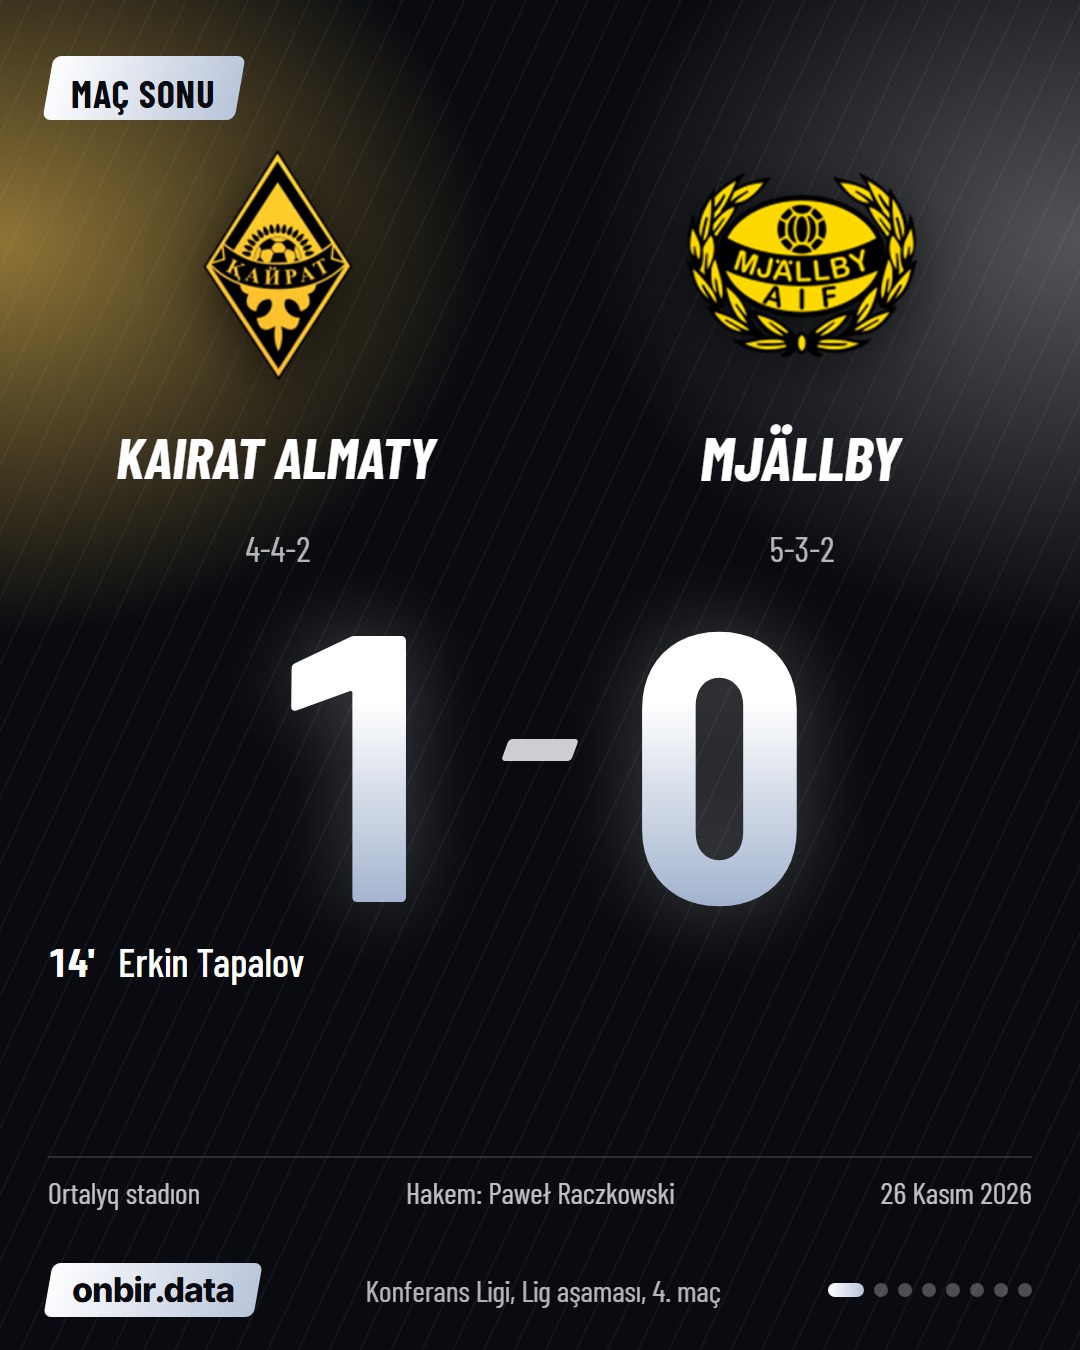 MAÇ SONU
КАЙРАТ
MJÄLLBY
AIF
KAIRAT ALMATY
MJÄLLBY
4-4-2
5-3-2
1 - 0
14' Erkin Tapalov
Ortalyq stadıon
Hakem: Paweł Raczkowski
26 Kasım 2026
onbir.data
Konferans Ligi, Lig aşaması, 4. maç